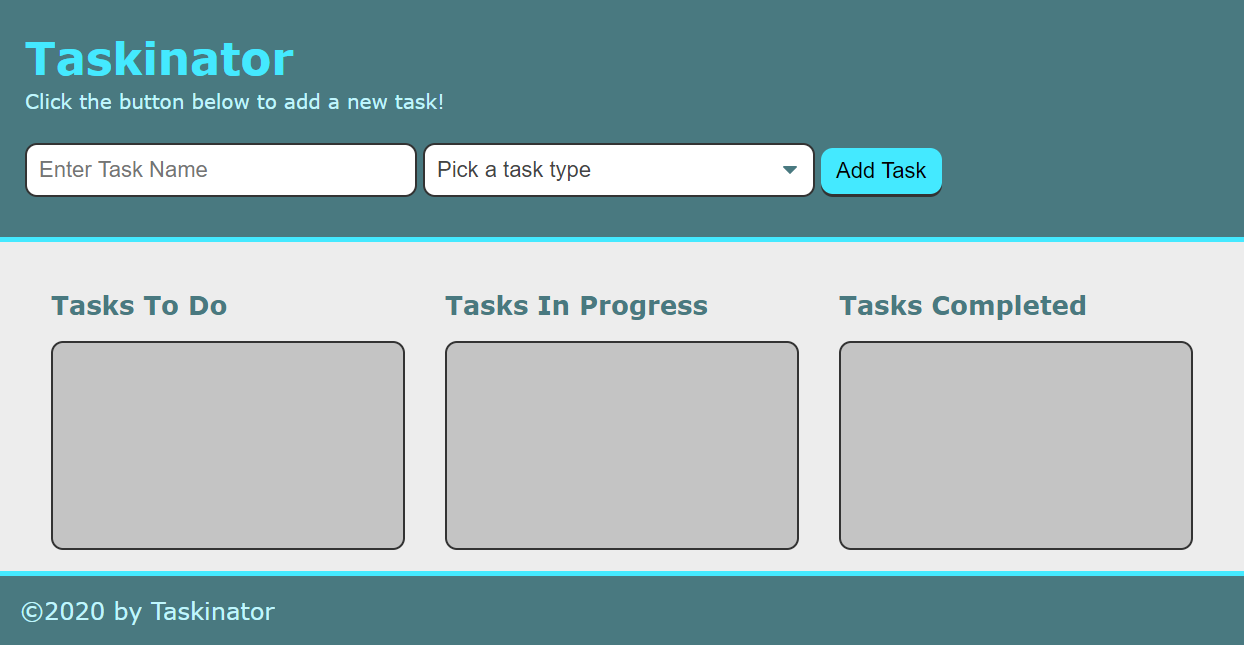 Taskinator
Click the button below to add a new task!
Enter Task Name
Pick a task type
Add Task
Tasks To Do
Tasks In Progress
Tasks Completed
©2020 by Taskinator